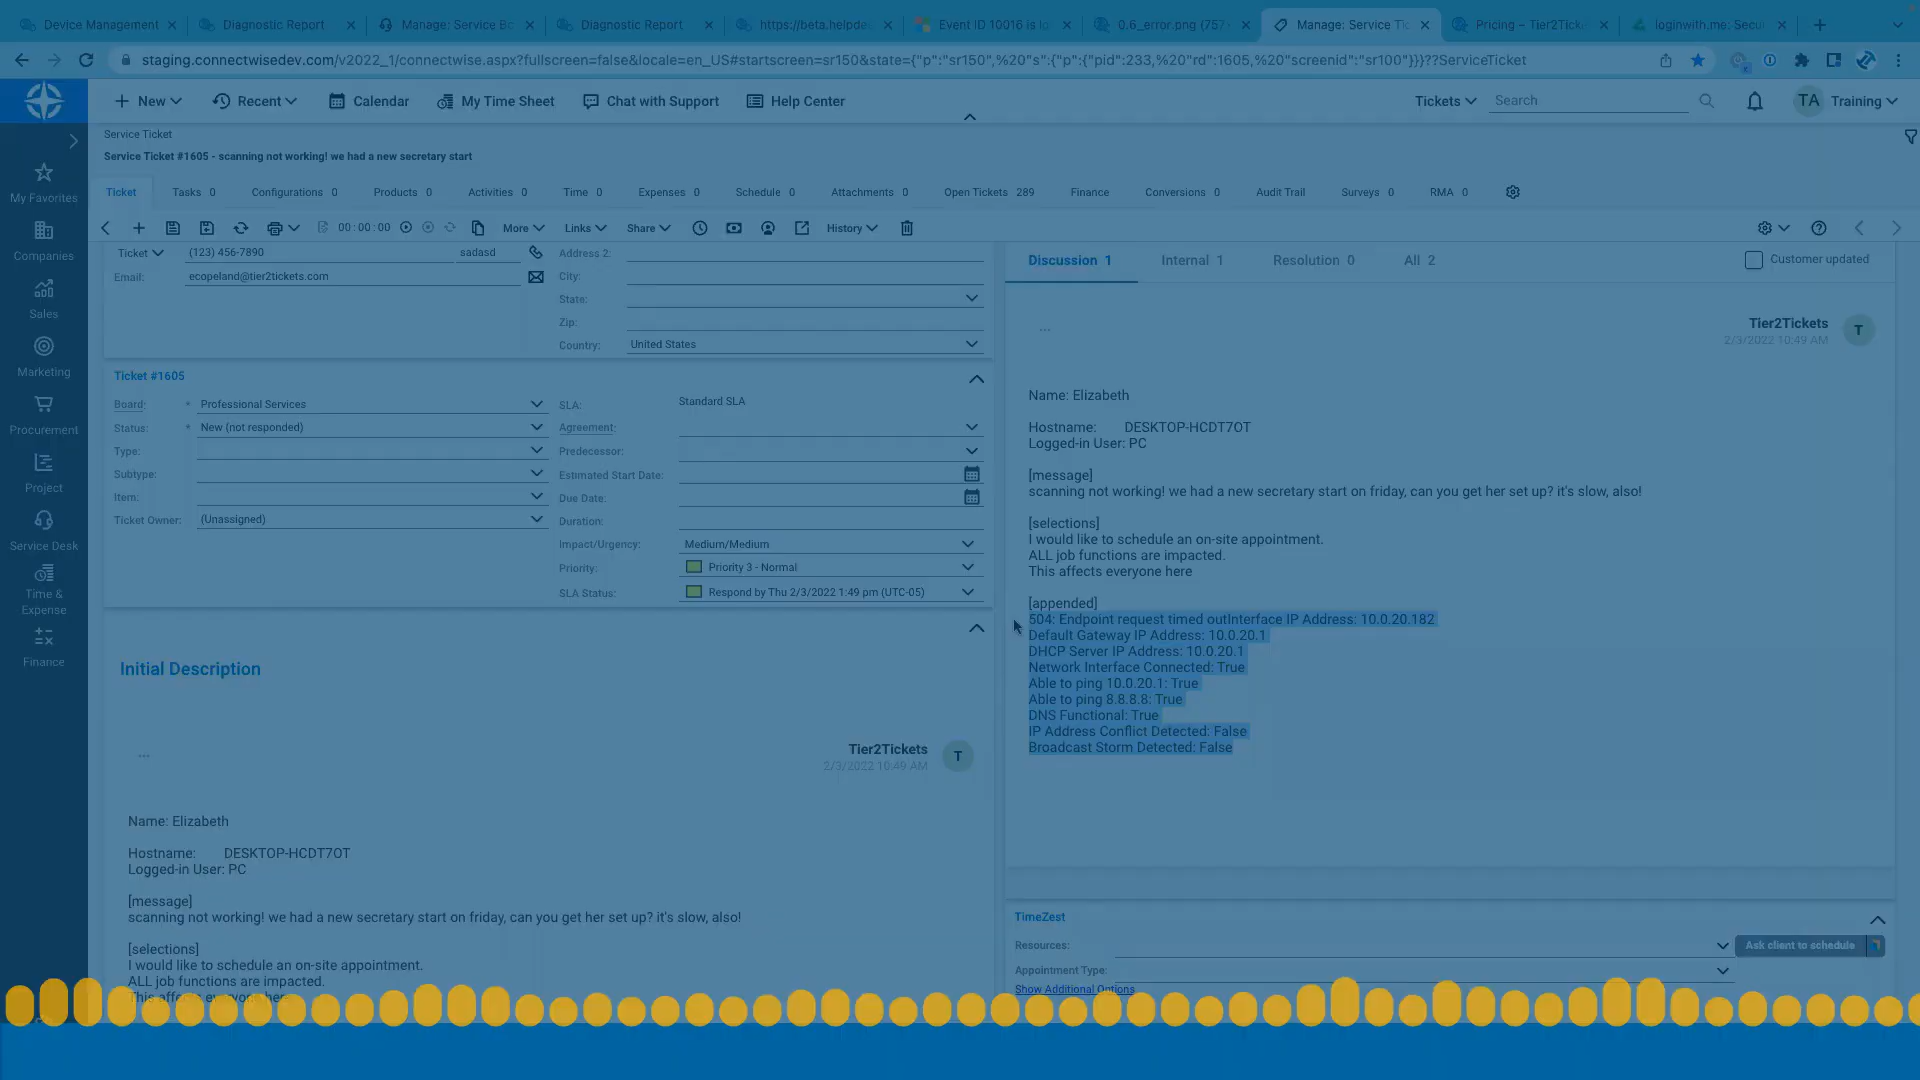 Device Management
Diagnostic Report
Manage: Service Bo
Diagnostic Report
https://beta.helpde
Event ID 10016 is lo
0.6_error.png (757
Manage: Service Tic
Pricing – Tier2Ticke
loginwith.me: Secu
staging.connectwisedev.com/v2022_1/connectwise.aspx?fullscreen=false&locale=en_US#startscreen=sr150&state={"p":"sr150",%20"s":{"p":{"pid":233,%20"rd":1605,%20"screenid":"sr100"}}}??ServiceTicket
New
Recent
Calendar
My Time Sheet
Chat with Support
Help Center
Tickets
Search
TA
Training
My Favorites
Companies
Sales
Marketing
Procurement
Project
Service Desk
Time &
Expense
Finance
Service Ticket
Service Ticket #1605 - scanning not working! we had a new secretary start
Ticket
Tasks 0
Configurations 0
Products 0
Activities 0
Time 0
Expenses 0
Schedule 0
Attachments 0
Open Tickets 289
Finance
Conversions 0
Audit Trail
Surveys 0
RMA 0
00:00:00
More
Links
Share
History
Ticket
(123) 456-7890
sadasd
Email:
ecopeland@tier2tickets.com
Address 2:
City:
State:
Zip:
Country:
United States
Ticket #1605
Board: *
Professional Services
Status: *
New (not responded)
Type:
Subtype:
Item:
Ticket Owner:
(Unassigned)
SLA:
Standard SLA
Agreement:
Predecessor:
Estimated Start Date:
Due Date:
Duration:
Impact/Urgency:
Medium/Medium
Priority:
Priority 3 - Normal
SLA Status:
Respond by Thu 2/3/2022 1:49 pm (UTC-05)
Initial Description
...
Tier2Tickets
T
2/3/2022 10:49 AM
Name: Elizabeth
Hostname: DESKTOP-HCDT7OT
Logged-in User: PC
[message]
scanning not working! we had a new secretary start on friday, can you get her set up? it's slow, also!
[selections]
I would like to schedule an on-site appointment.
ALL job functions are impacted.
This affects everyone here
Discussion 1
Internal 1
Resolution 0
All 2
Customer updated
...
Tier2Tickets
T
2/3/2022 10:49 AM
Name: Elizabeth
Hostname: DESKTOP-HCDT7OT
Logged-in User: PC
[message]
scanning not working! we had a new secretary start on friday, can you get her set up? it's slow, also!
[selections]
I would like to schedule an on-site appointment.
ALL job functions are impacted.
This affects everyone here
[appended]
504: Endpoint request timed outInterface IP Address: 10.0.20.182
Default Gateway IP Address: 10.0.20.1
DHCP Server IP Address: 10.0.20.1
Network Interface Connected: True
Able to ping 10.0.20.1: True
Able to ping 8.8.8.8: True
DNS Functional: True
IP Address Conflict Detected: False
Broadcast Storm Detected: False
TimeZest
Resources:
Ask client to schedule
Appointment Type:
Show Additional Options